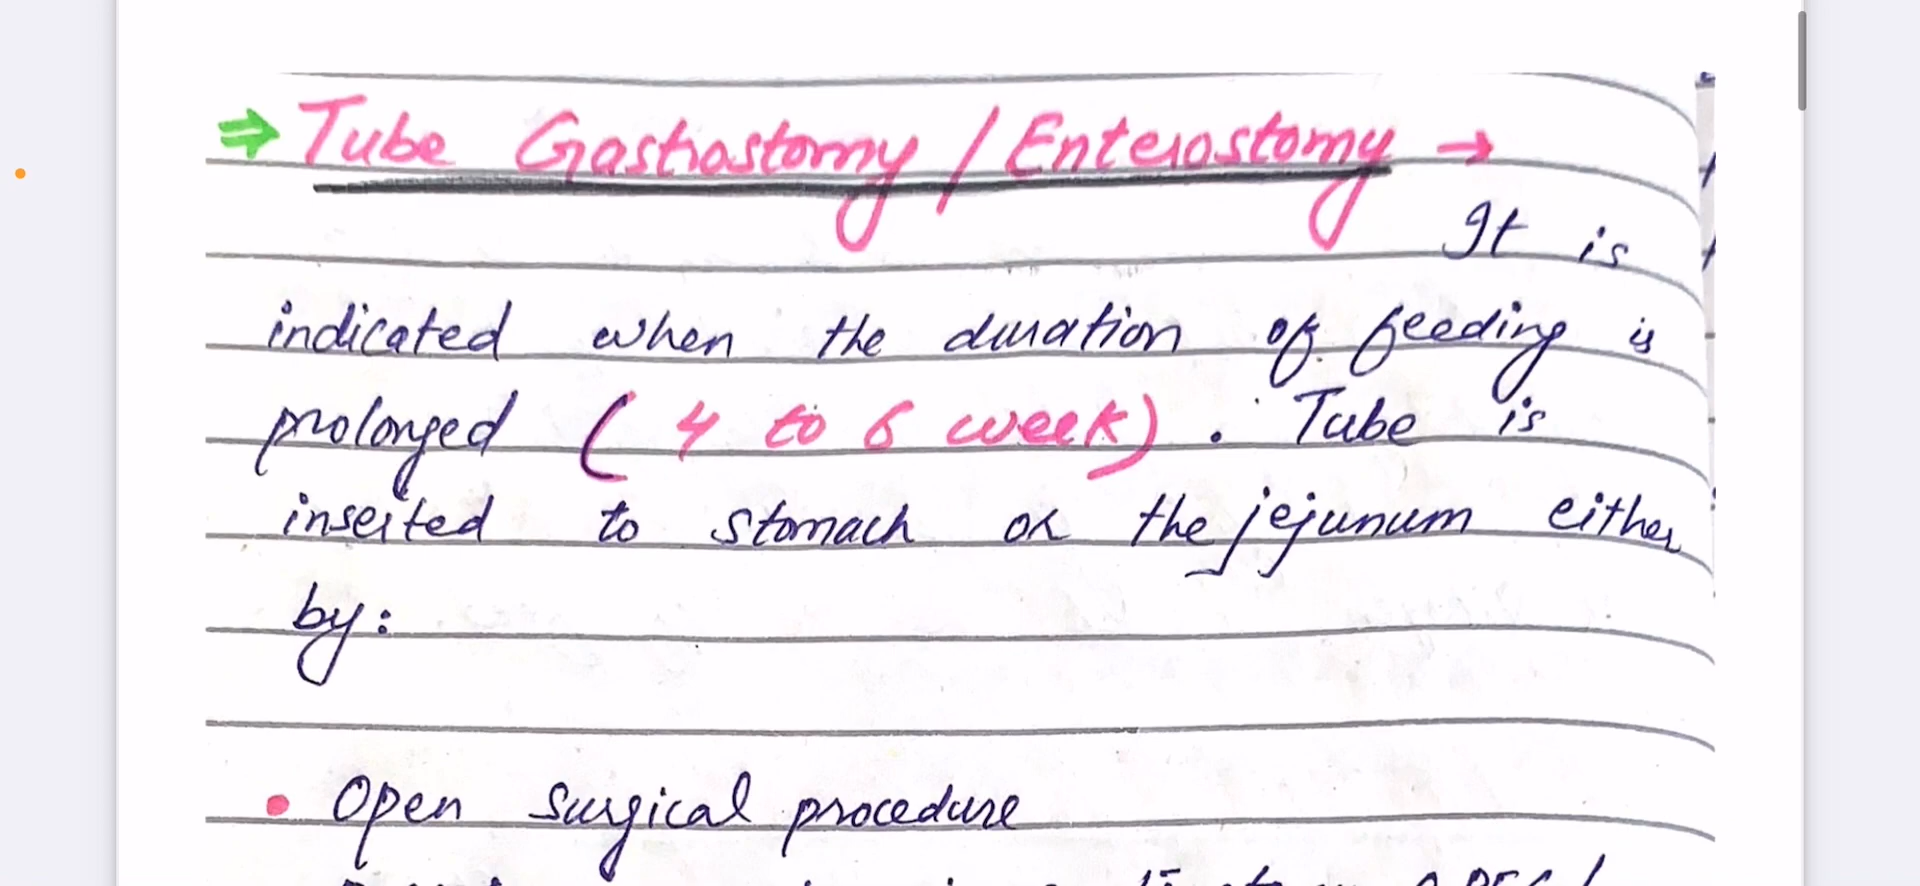 ⇒ Tube Gastrostomy / Enterostomy →
It is
indicated when the duration of feeding is
prolonged ( 4 to 6 week) . Tube is
inserted to stomach or the jejunum either
by:
• Open surgical procedure